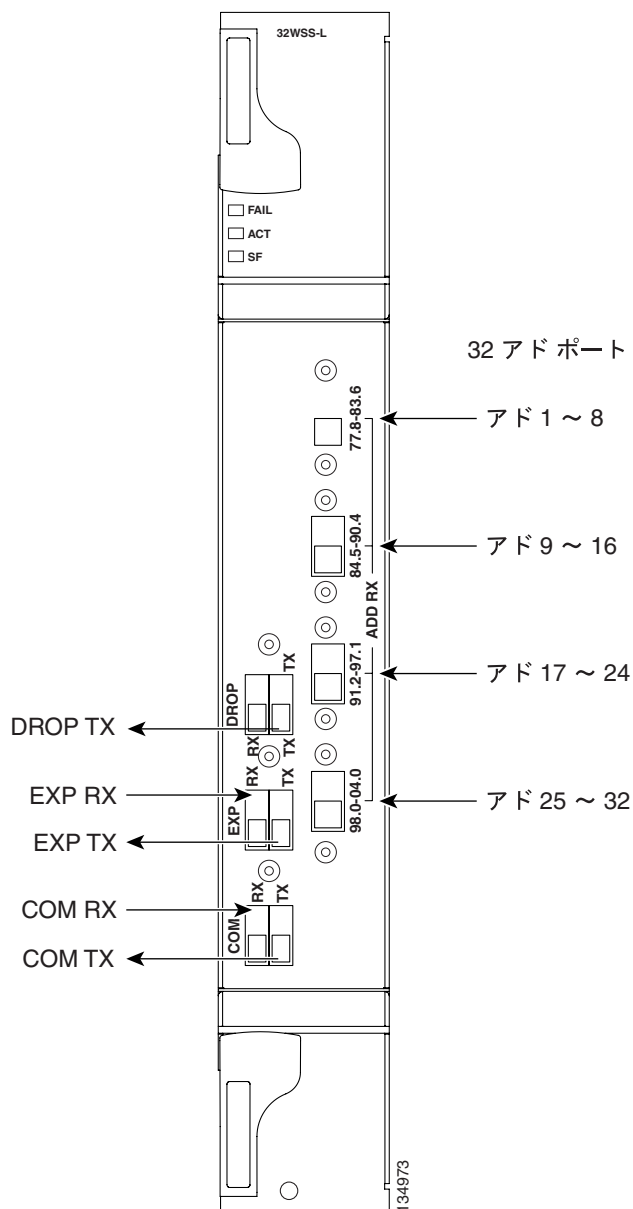 32WSS-L
FAIL
ACT
SF
32 アド ポート
77.8-83.6
アド 1 ～ 8
84.5-90.4
アド 9 ～ 16
ADD RX
91.2-97.1
アド 17 ～ 24
98.0-04.0
アド 25 ～ 32
TX
DROP
RX
TX
DROP TX
RX
TX
EXP
EXP RX
EXP TX
RX
TX
COM
COM RX
COM TX
134973